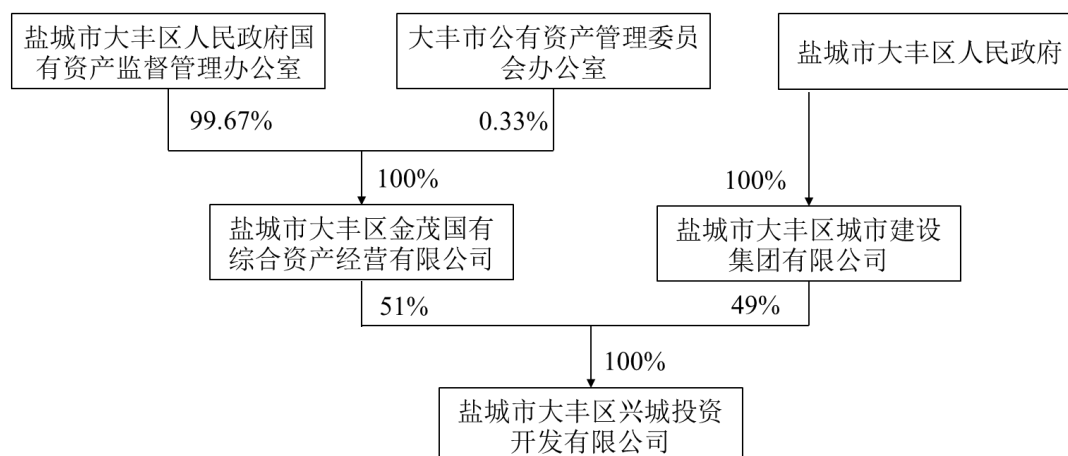 盐城市大丰区人民政府国
有资产监督管理办公室
大丰市公有资产管理委员
会办公室
盐城市大丰区人民政府
99.67%
0.33%
100%
100%
盐城市大丰区金茂国有
综合资产经营有限公司
盐城市大丰区城市建设
集团有限公司
51%
49%
100%
盐城市大丰区兴城投资
开发有限公司